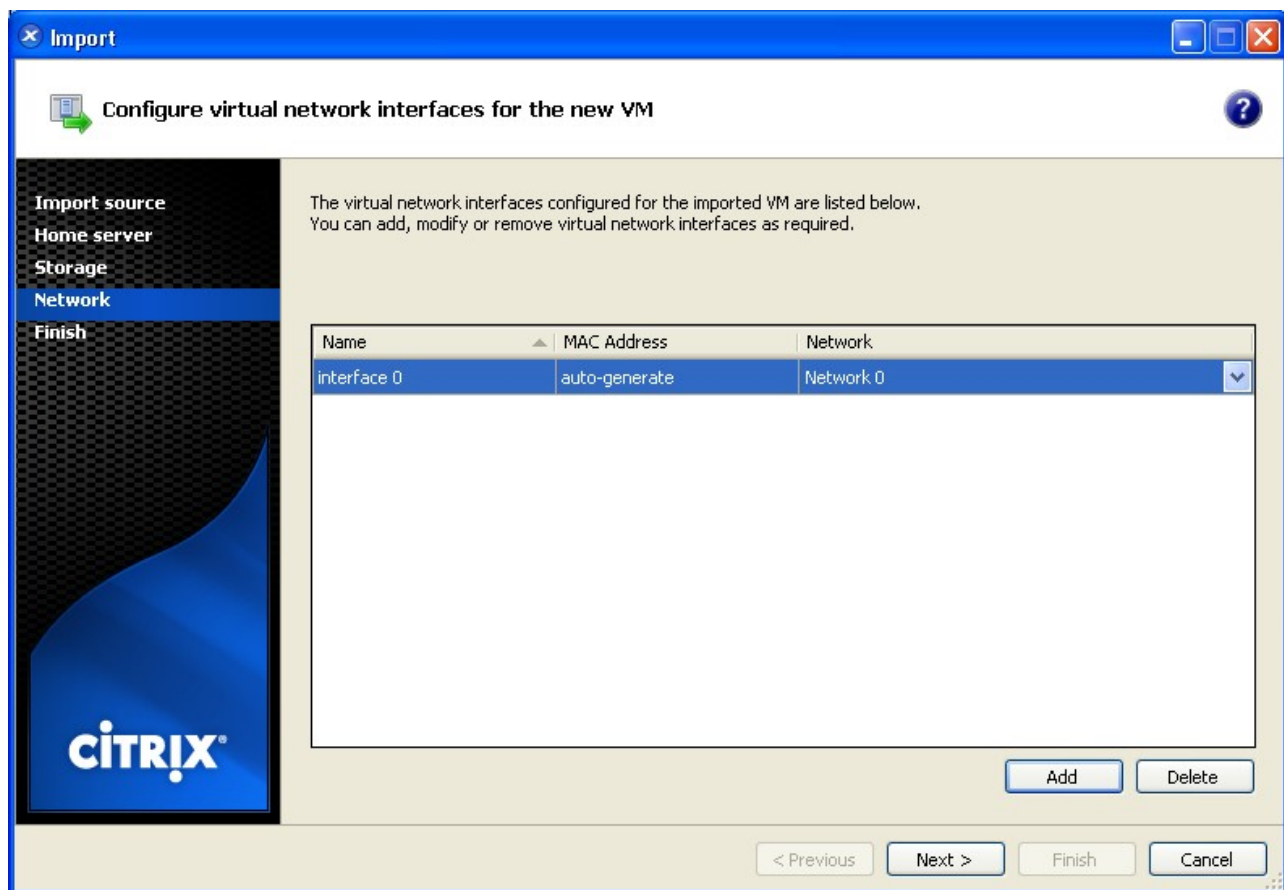 Import
Configure virtual network interfaces for the new VM
?
Import source
Home server
Storage
Network
Finish
The virtual network interfaces configured for the imported VM are listed below.
You can add, modify or remove virtual network interfaces as required.
Name MAC Address Network
interface 0 auto-generate Network 0
CİTRIX®
Add Delete
< Previous Next > Finish Cancel